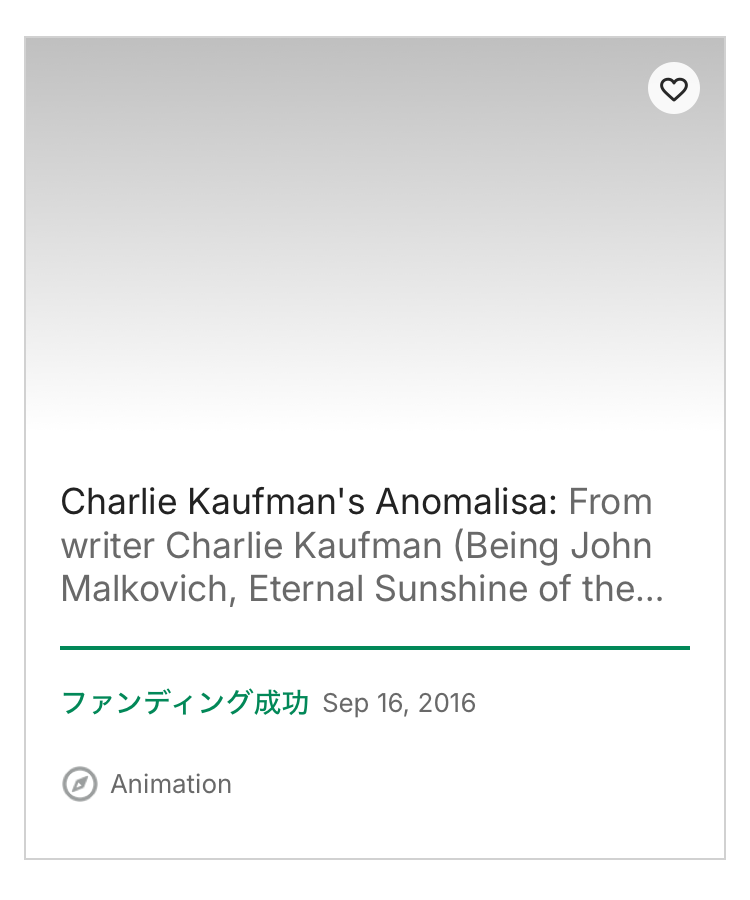 Charlie Kaufman's Anomalisa: From
writer Charlie Kaufman (Being John
Malkovich, Eternal Sunshine of the...
ファンディング成功 Sep 16, 2016
Animation